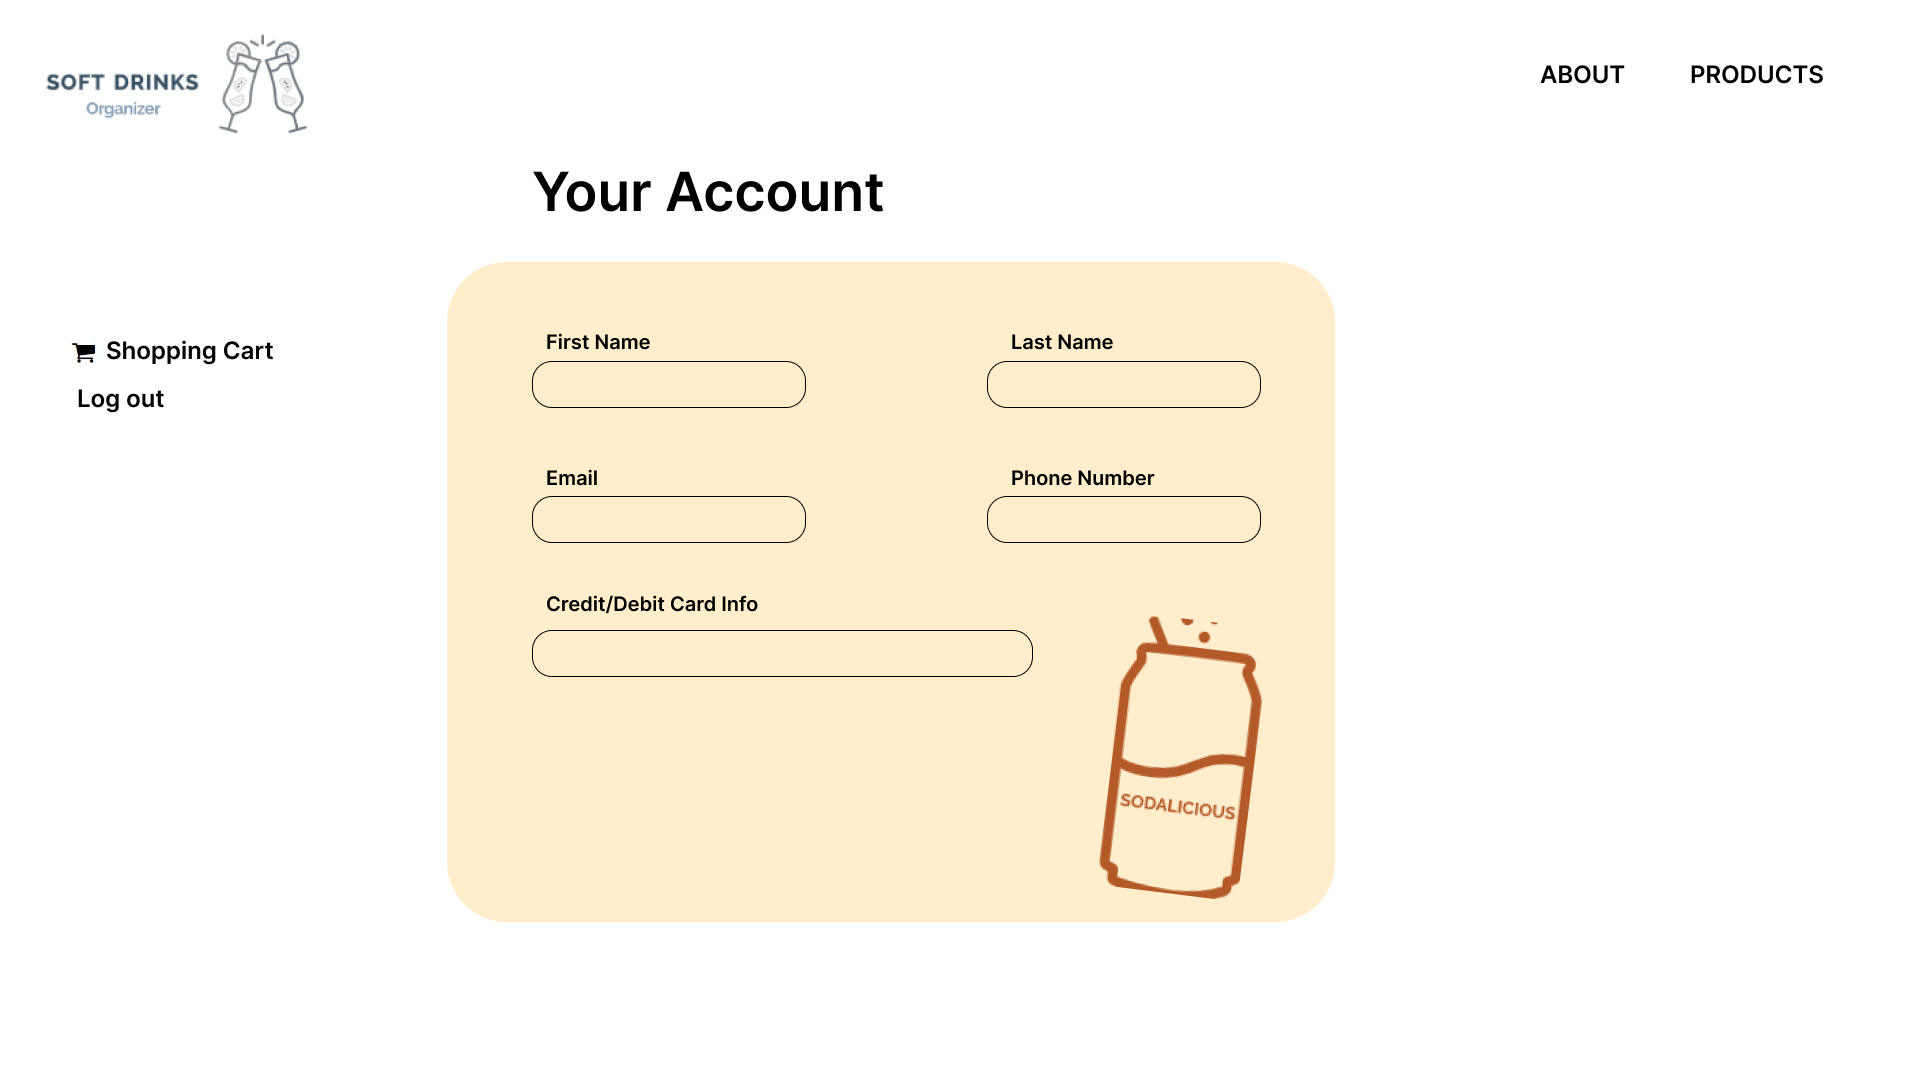 SOFT DRINKS
Organizer
ABOUT
PRODUCTS
Your Account
Shopping Cart
Log out
First Name
Last Name
Email
Phone Number
Credit/Debit Card Info
SODALICIOUS